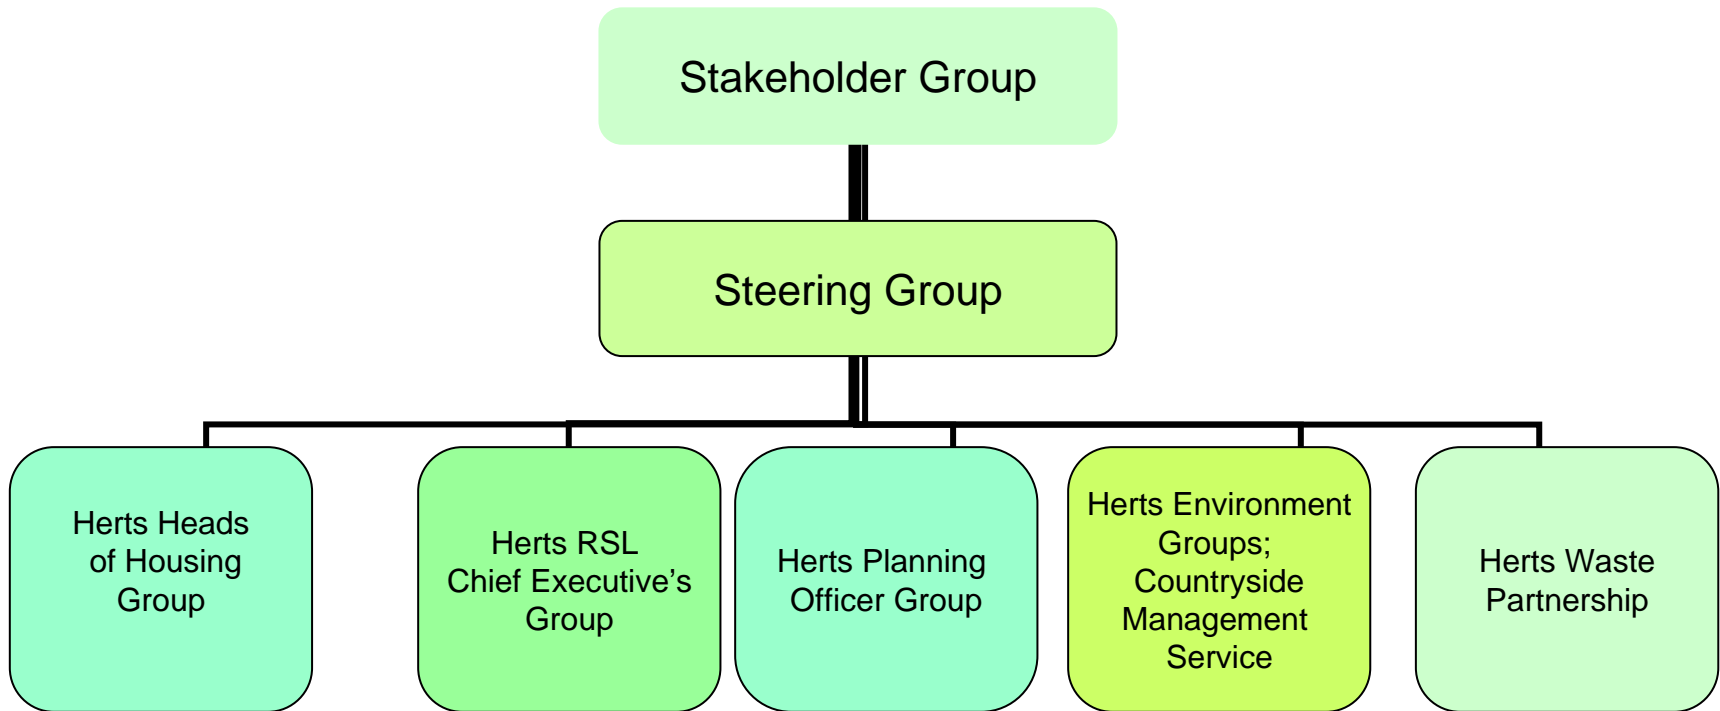 Stakeholder Group
Steering Group
Herts Heads
of Housing
Group
Herts RSL
Chief Executive’s
Group
Herts Planning
Officer Group
Herts Environment
Groups;
Countryside
Management
Service
Herts Waste
Partnership